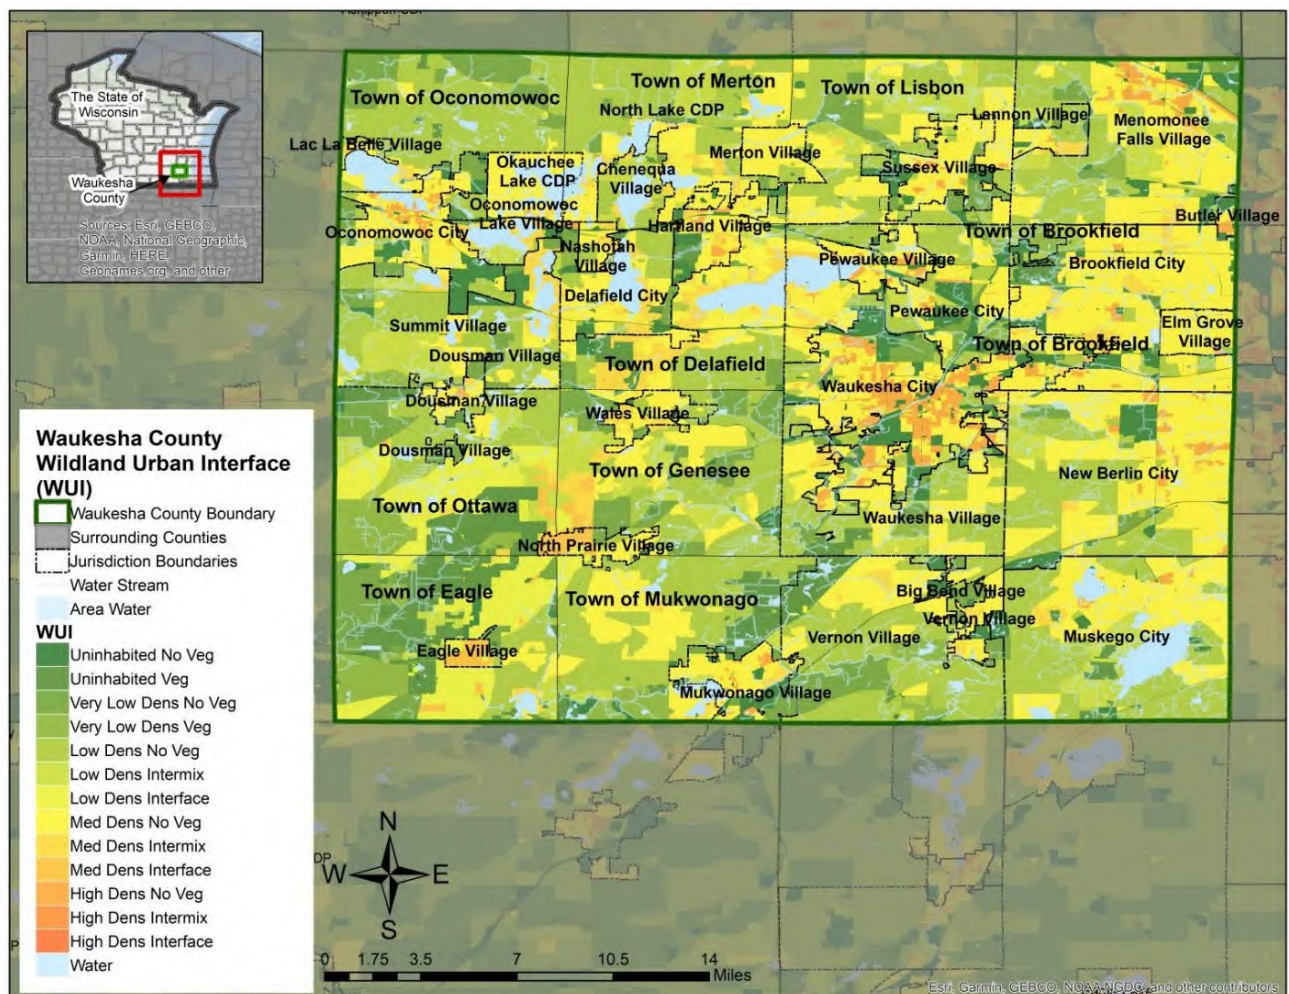 Ashippun CDP
The State of
Wisconsin
Waukesha
County
Sources: Esri, GEBCO,
NOAA, National Geographic,
Garmin, HERE,
Geonames.org, and other
Town of Oconomowoc
Town of Merton
Town of Lisbon
North Lake CDP
Lannon Village
Menomonee
Falls Village
Lac La Belle Village
Okauchee
Lake CDP
Chenequa
Village
Merton Village
Sussex Village
Oconomowoc
Lake Village
Oconomowoc City
Hartland Village
Butler Village
Town of Brookfield
Nashotah
Village
Pewaukee Village
Brookfield City
Delafield City
Pewaukee City
Summit Village
Elm Grove
Village
Town of Brookfield
Dousman Village
Town of Delafield
Waukesha City
Dousman Village
Wales Village
Dousman Village
Town of Genesee
New Berlin City
Town of Ottawa
Waukesha Village
North Prairie Village
Town of Eagle
Town of Mukwonago
Big Bend Village
Vernon Village
Vernon Village
Muskego City
Eagle Village
Mukwonago Village
Waukesha County
Wildland Urban Interface
(WUI)
Waukesha County Boundary
Surrounding Counties
Jurisdiction Boundaries
Water Stream
Area Water
WUI
Uninhabited No Veg
Uninhabited Veg
Very Low Dens No Veg
Very Low Dens Veg
Low Dens No Veg
Low Dens Intermix
Low Dens Interface
Med Dens No Veg
Med Dens Intermix
Med Dens Interface
High Dens No Veg
High Dens Intermix
High Dens Interface
Water
DP
N
W E
S
0 1.75 3.5 7 10.5 14
Miles
Esri, Garmin, GEBCO, NOAA NGDC, and other contributors